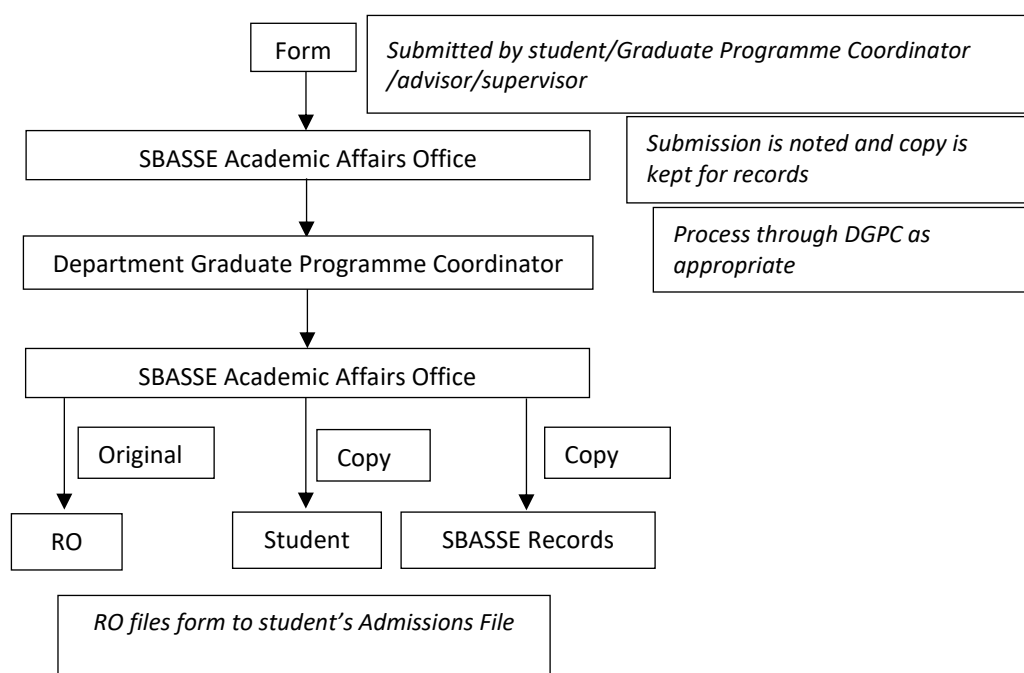 Form
Submitted by student/Graduate Programme Coordinator
/advisor/supervisor
SBASSE Academic Affairs Office
Submission is noted and copy is
kept for records
Process through DGPC as
appropriate
Department Graduate Programme Coordinator
SBASSE Academic Affairs Office
Original
Copy
Copy
RO
Student
SBASSE Records
RO files form to student’s Admissions File